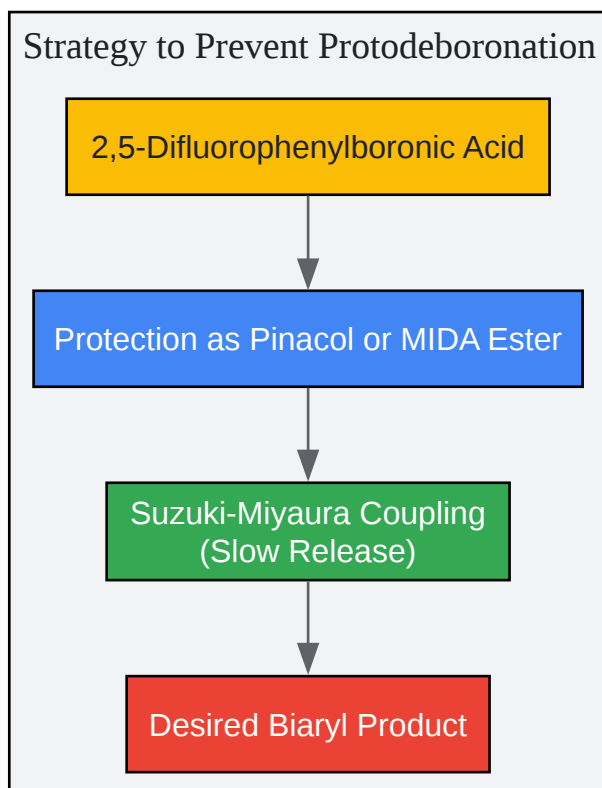 Strategy to Prevent Protodeboronation
2,5-Difluorophenylboronic Acid
Protection as Pinacol or MIDA Ester
Suzuki-Miyaura Coupling
(Slow Release)
Desired Biaryl Product